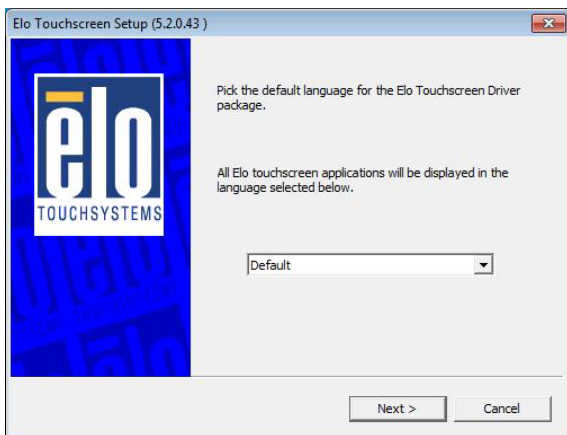 Elo Touchscreen Setup (5.2.0.43 )
Pick the default language for the Elo Touchscreen Driver
package.
All Elo touchscreen applications will be displayed in the
language selected below.
ēlo
TOUCHSYSTEMS
Default
Next >
Cancel